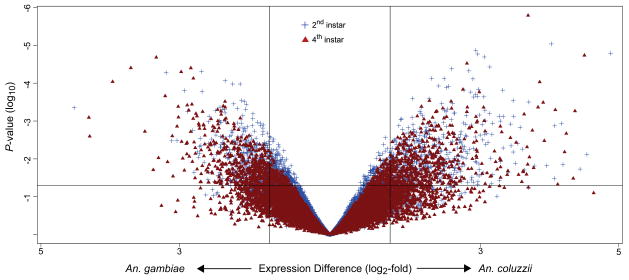 -6
2nd instar
4th instar
-5
-4
-3
-2
-1
P-value (log10)
5
3
3
5
An. gambiae
Expression Difference (log2-fold)
An. coluzzii